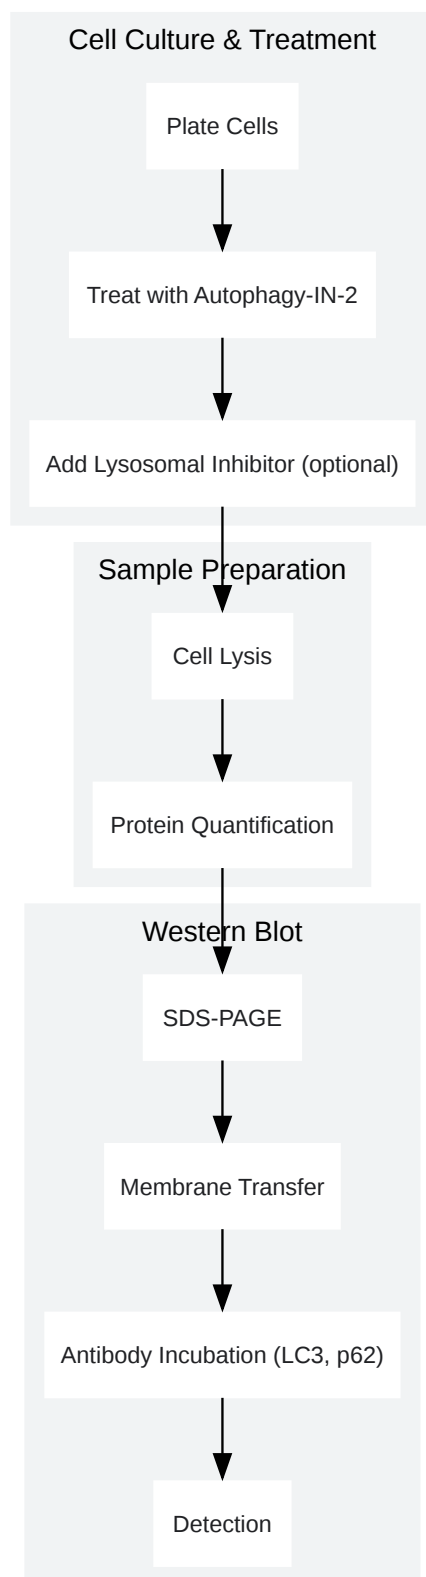 Cell Culture & Treatment
Plate Cells
Treat with Autophagy-IN-2
Add Lysosomal Inhibitor (optional)
Sample Preparation
Cell Lysis
Protein Quantification
Western Blot
SDS-PAGE
Membrane Transfer
Antibody Incubation (LC3, p62)
Detection